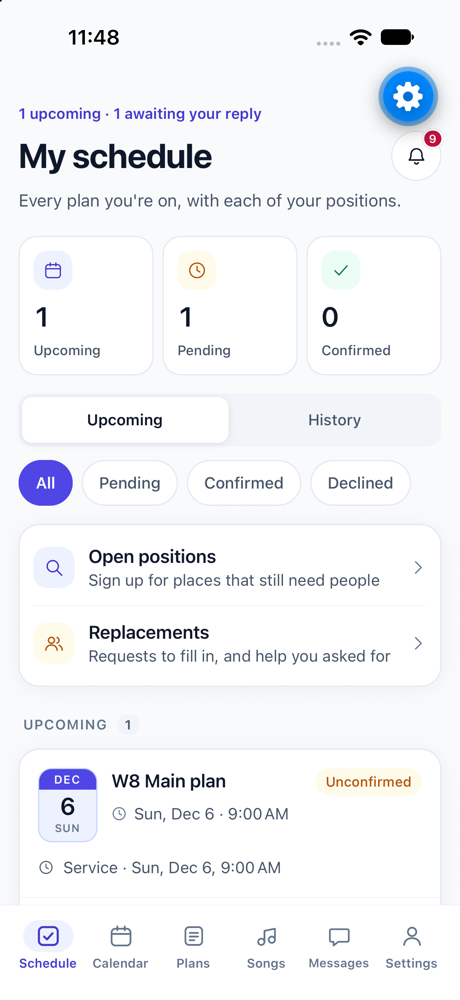 11:48
1 upcoming · 1 awaiting your reply
9
My schedule
Every plan you're on, with each of your positions.
1
Upcoming
1
Pending
0
Confirmed
Upcoming
History
All
Pending
Confirmed
Declined
Open positions
Sign up for places that still need people
Replacements
Requests to fill in, and help you asked for
UPCOMING 1
DEC
6
SUN
W8 Main plan
Unconfirmed
Sun, Dec 6 · 9:00 AM
Service · Sun, Dec 6, 9:00 AM
Schedule
Calendar
Plans
Songs
Messages
Settings